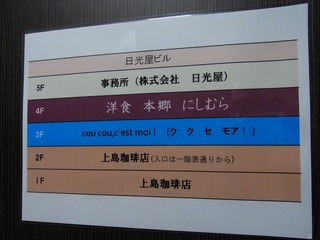 日光屋ビル
5F 事務所（株式会社 日光屋）
4F 洋食 本郷 にしむら
3F cou cou,c'est moi！（ク ク セ モア！）
2F 上島珈琲店（入口は一階表通りから）
1F 上島珈琲店